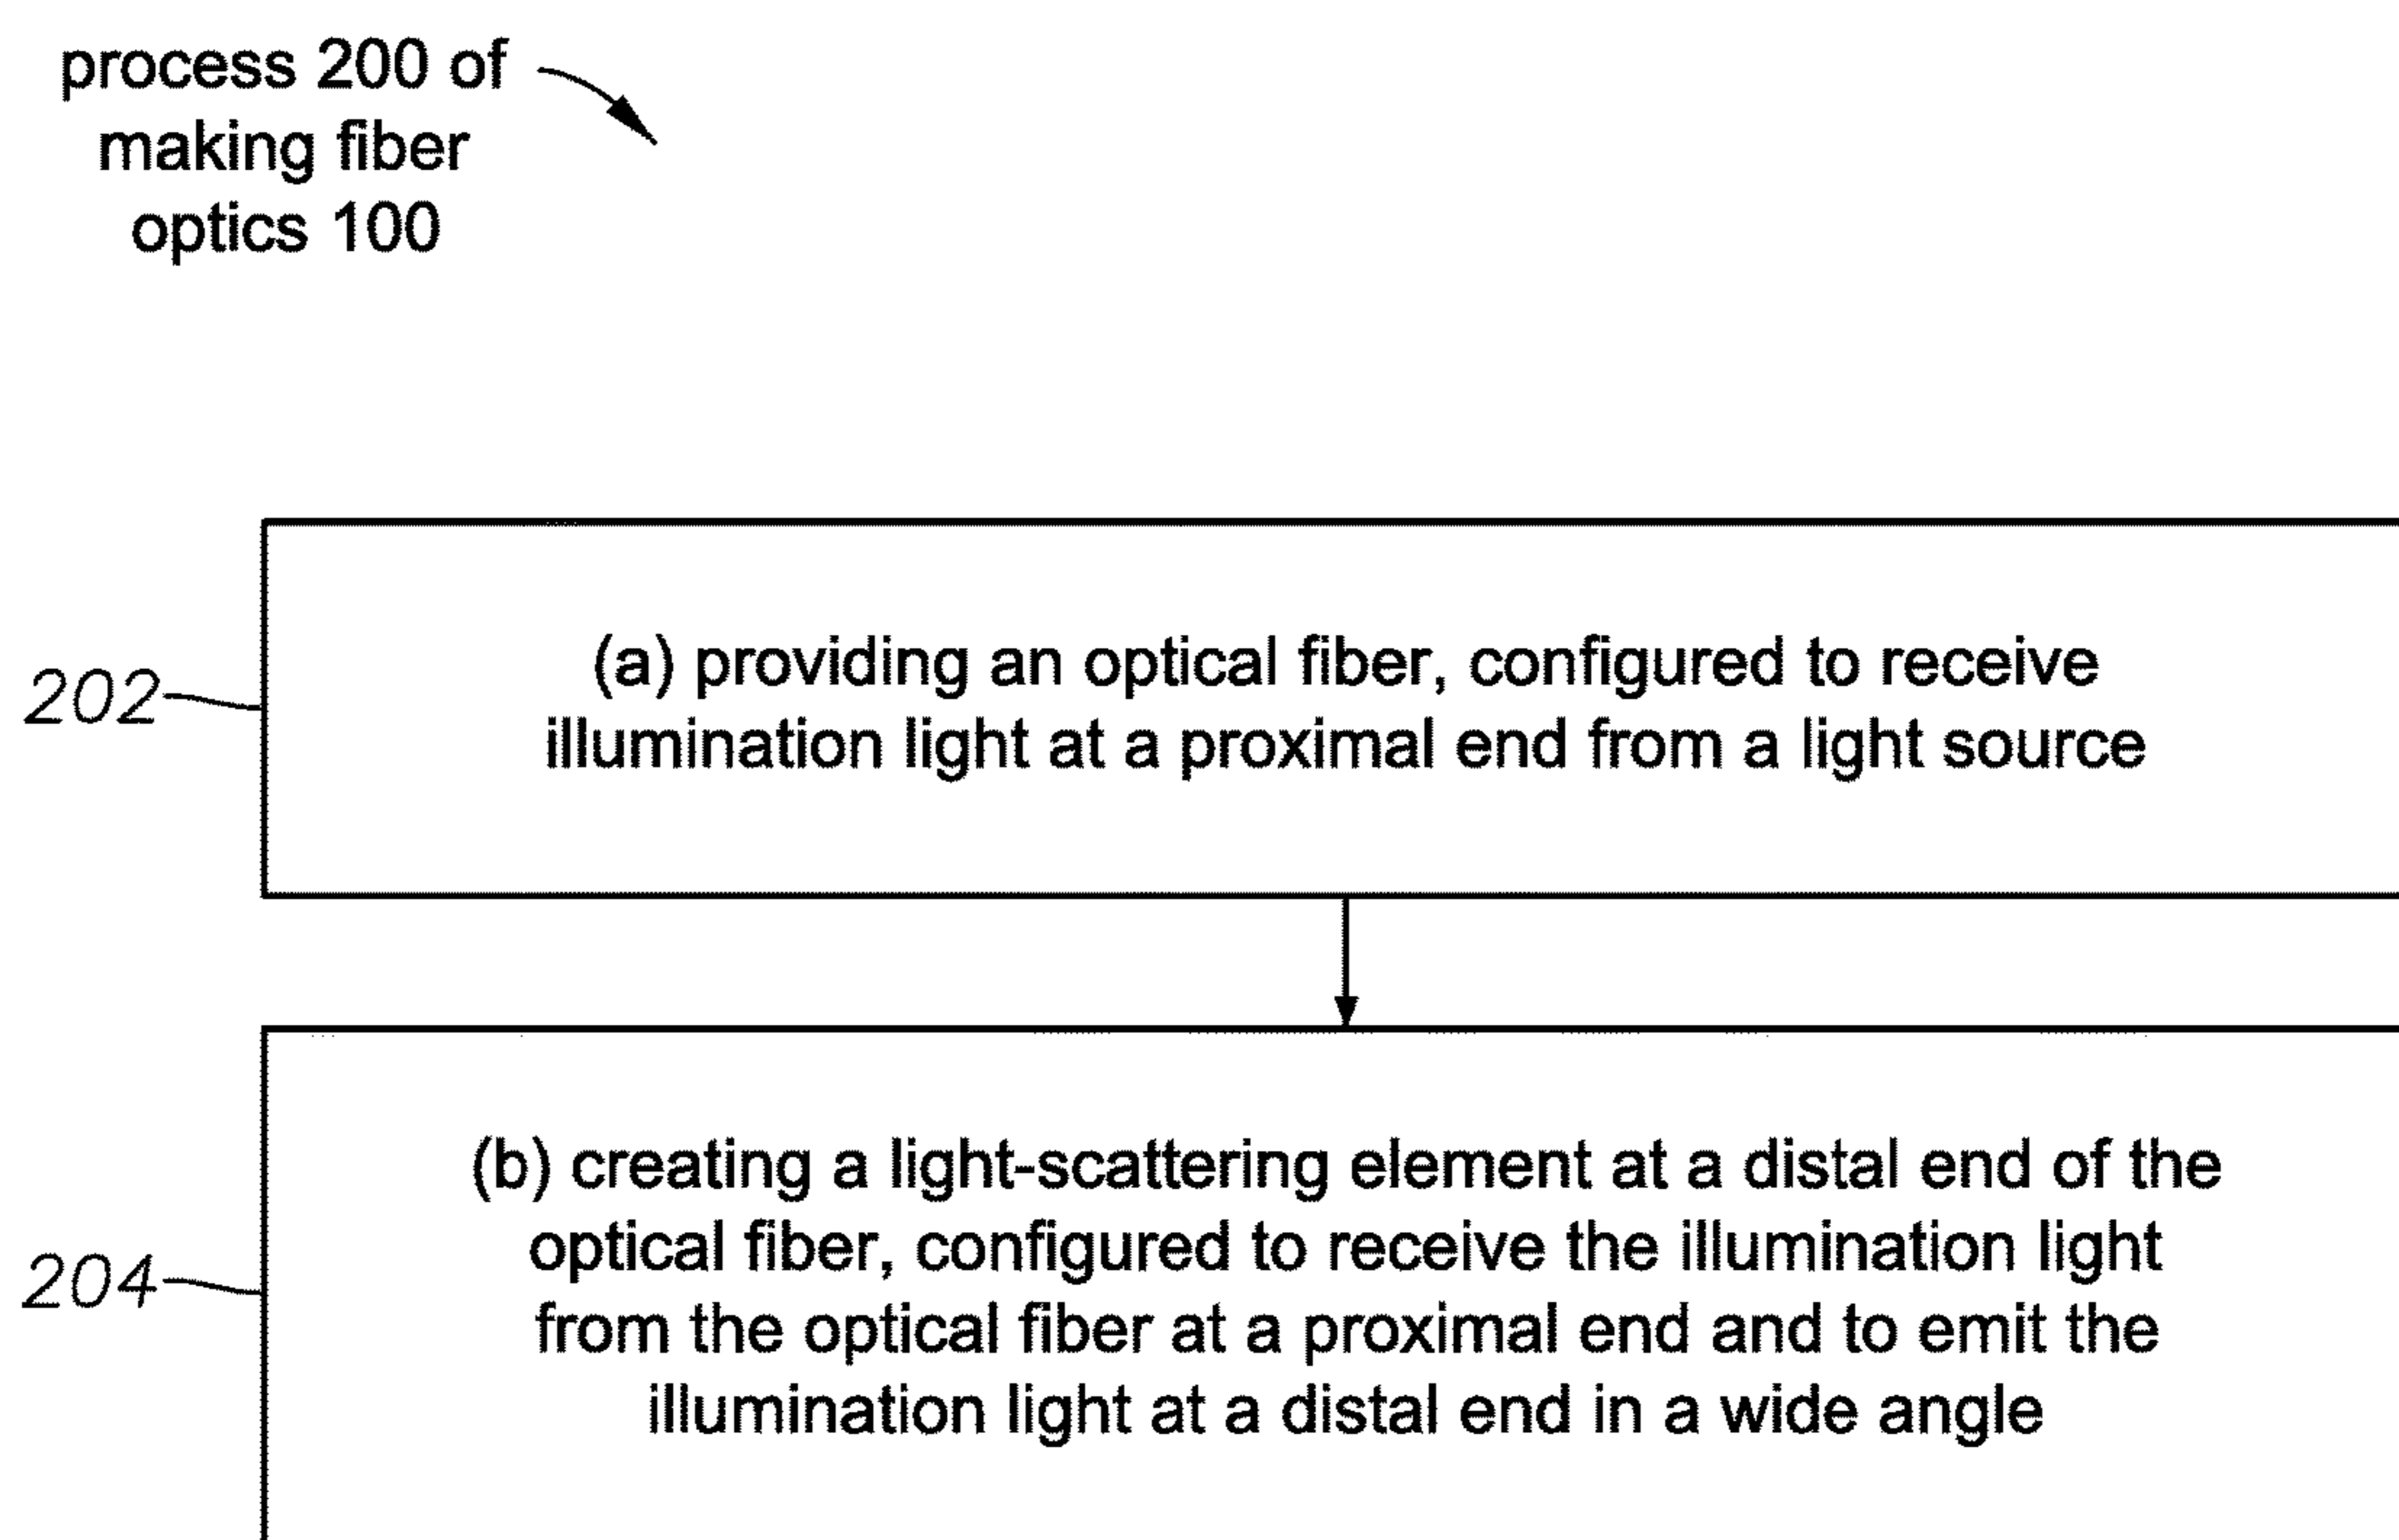 process 200 of
making fiber
optics 100
202
(a) providing an optical fiber, configured to receive
illumination light at a proximal end from a light source
204
(b) creating a light-scattering element at a distal end of the
optical fiber, configured to receive the illumination light
from the optical fiber at a proximal end and to emit the
illumination light at a distal end in a wide angle